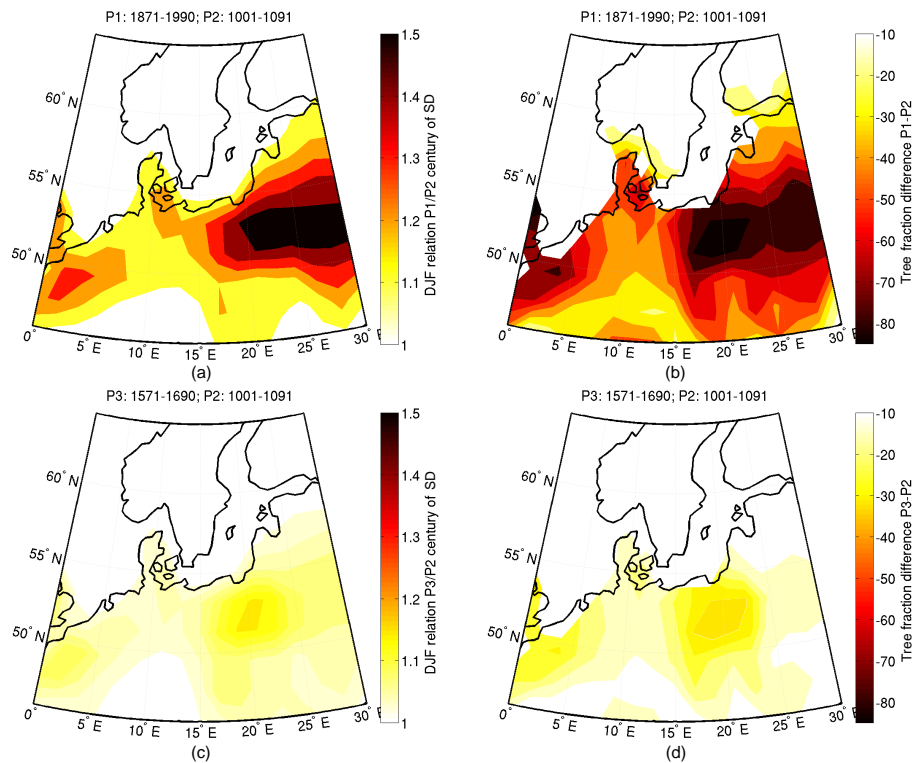 P1: 1871-1990; P2: 1001-1091
60° N
55° N
50° N
0°
5° E
10° E
15° E
20° E
25° E
30° E
1.5
1.4
1.3
1.2
1.1
1
DJF relation P1/P2 century of SD
(a)
P1: 1871-1990; P2: 1001-1091
60° N
55° N
50° N
0°
5° E
10° E
15° E
20° E
25° E
30° E
-10
-20
-30
-40
-50
-60
-70
-80
Tree fraction difference P1-P2
(b)
P3: 1571-1690; P2: 1001-1091
60° N
55° N
50° N
0°
5° E
10° E
15° E
20° E
25° E
30°
1.5
1.4
1.3
1.2
1.1
1
DJF relation P3/P2 century of SD
(c)
P3: 1571-1690; P2: 1001-1091
60° N
55° N
50° N
0°
5° E
10° E
15° E
20° E
25° E
30°
-10
-20
-30
-40
-50
-60
-70
-80
Tree fraction difference P3-P2
(d)